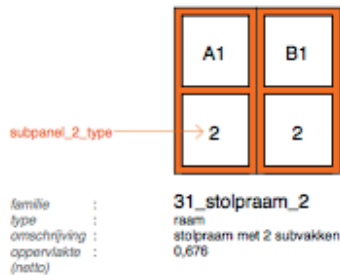 A1 B1
subpanel_2_type 2 2
familie : 31_stolpraam_2
type : raam
omschrijving : stolpraam met 2 subvakken
oppervlakte : 0,676
(netto)